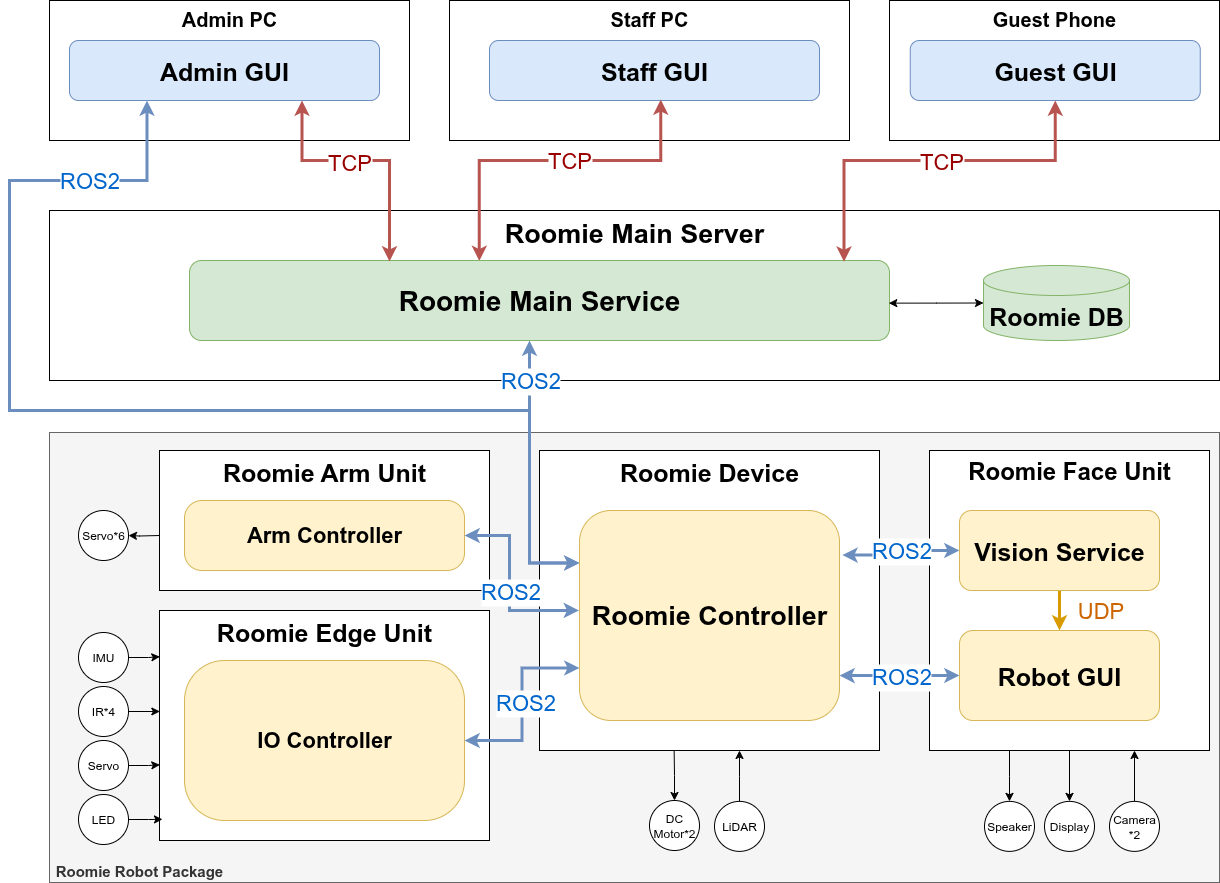 Admin PC
Staff PC
Guest Phone
Admin GUI
Staff GUI
Guest GUI
TCP
TCP
TCP
ROS2
Roomie Main Server
Roomie Main Service
Roomie DB
ROS2
Roomie Arm Unit
Roomie Device
Roomie Face Unit
Servo*6
Arm Controller
ROS2
Vision Service
ROS2
UDP
Roomie Controller
Roomie Edge Unit
IMU
IR*4
Servo
LED
IO Controller
ROS2
ROS2
Robot GUI
DC
Motor*2
LiDAR
Speaker
Display
Camera
*2
Roomie Robot Package